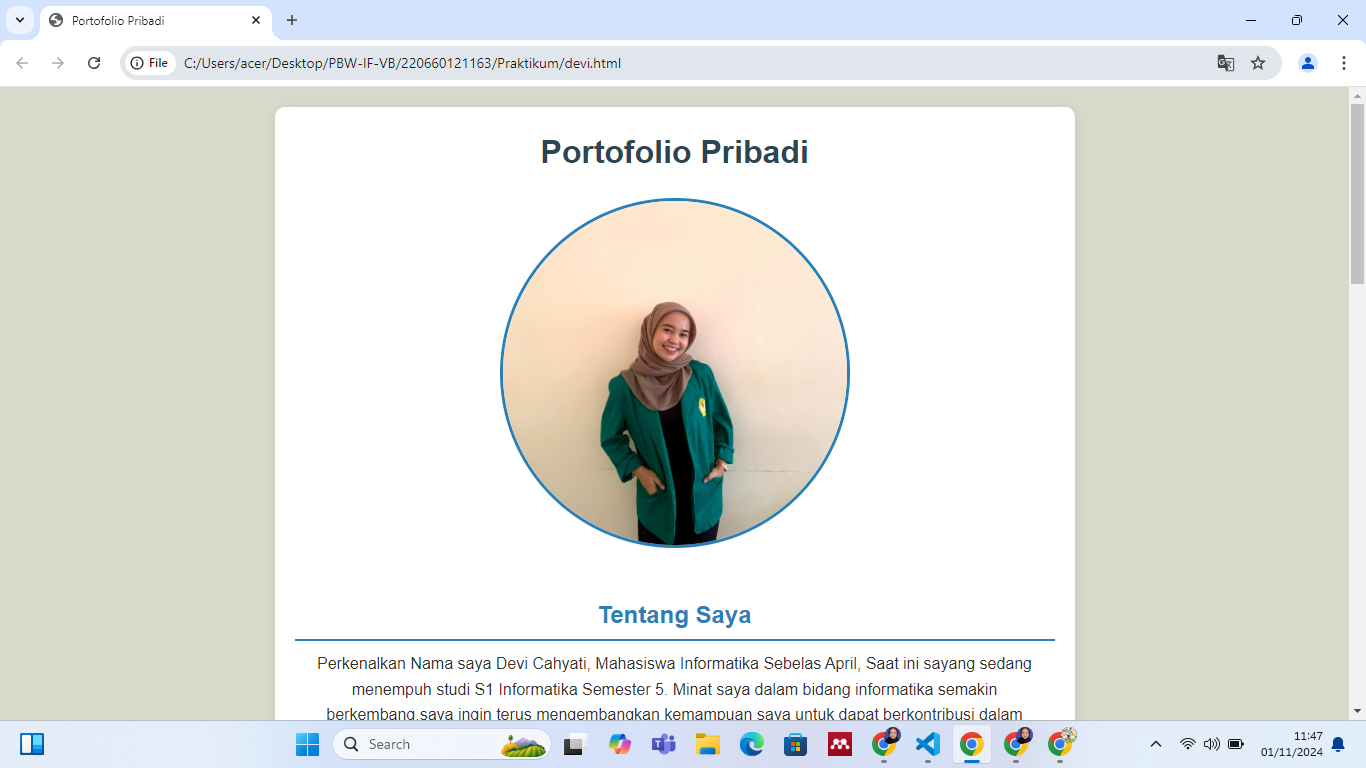 Portofolio Pribadi
File
C:/Users/acer/Desktop/PBW-IF-VB/220660121163/Praktikum/devi.html
Portofolio Pribadi
Tentang Saya
Perkenalkan Nama saya Devi Cahyati, Mahasiswa Informatika Sebelas April, Saat ini sayang sedang
menempuh studi S1 Informatika Semester 5. Minat saya dalam bidang informatika semakin
berkembang,saya ingin terus mengembangkan kemampuan saya untuk dapat berkontribusi dalam
Search
11:47
01/11/2024